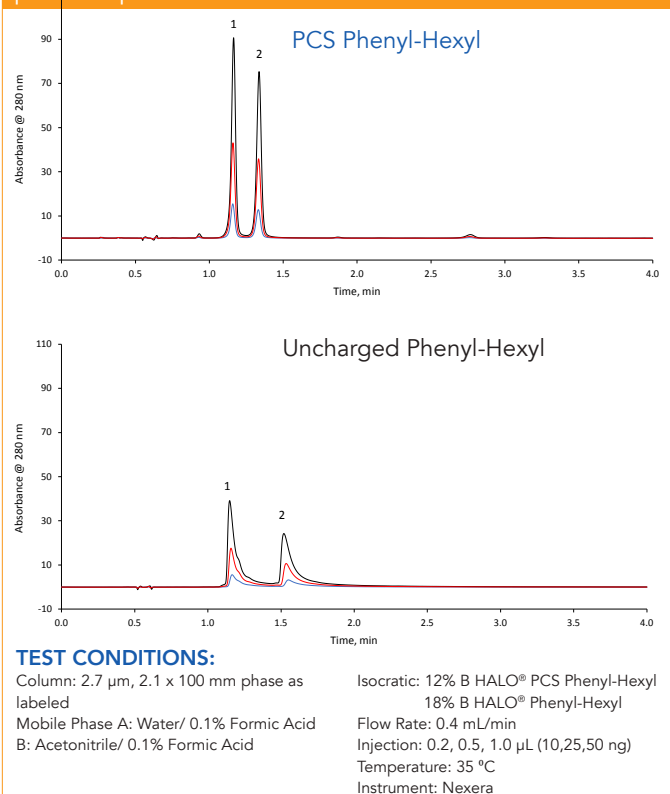 1
2
PCS Phenyl-Hexyl
90
70
50
30
10
-10
Absorbance @ 280 nm
0.0 0.5 1.0 1.5 2.0 2.5 3.0 3.5 4.0
Time, min
Uncharged Phenyl-Hexyl
110
90
70
50
30
10
-10
Absorbance @ 280 nm
1
2
0.0 0.5 1.0 1.5 2.0 2.5 3.0 3.5 4.0
Time, min
TEST CONDITIONS:
Column: 2.7 µm, 2.1 x 100 mm phase as
labeled
Mobile Phase A: Water/ 0.1% Formic Acid
B: Acetonitrile/ 0.1% Formic Acid
Isocratic: 12% B HALO® PCS Phenyl-Hexyl
18% B HALO® Phenyl-Hexyl
Flow Rate: 0.4 mL/min
Injection: 0.2, 0.5, 1.0 µL (10,25,50 ng)
Temperature: 35 ºC
Instrument: Nexera